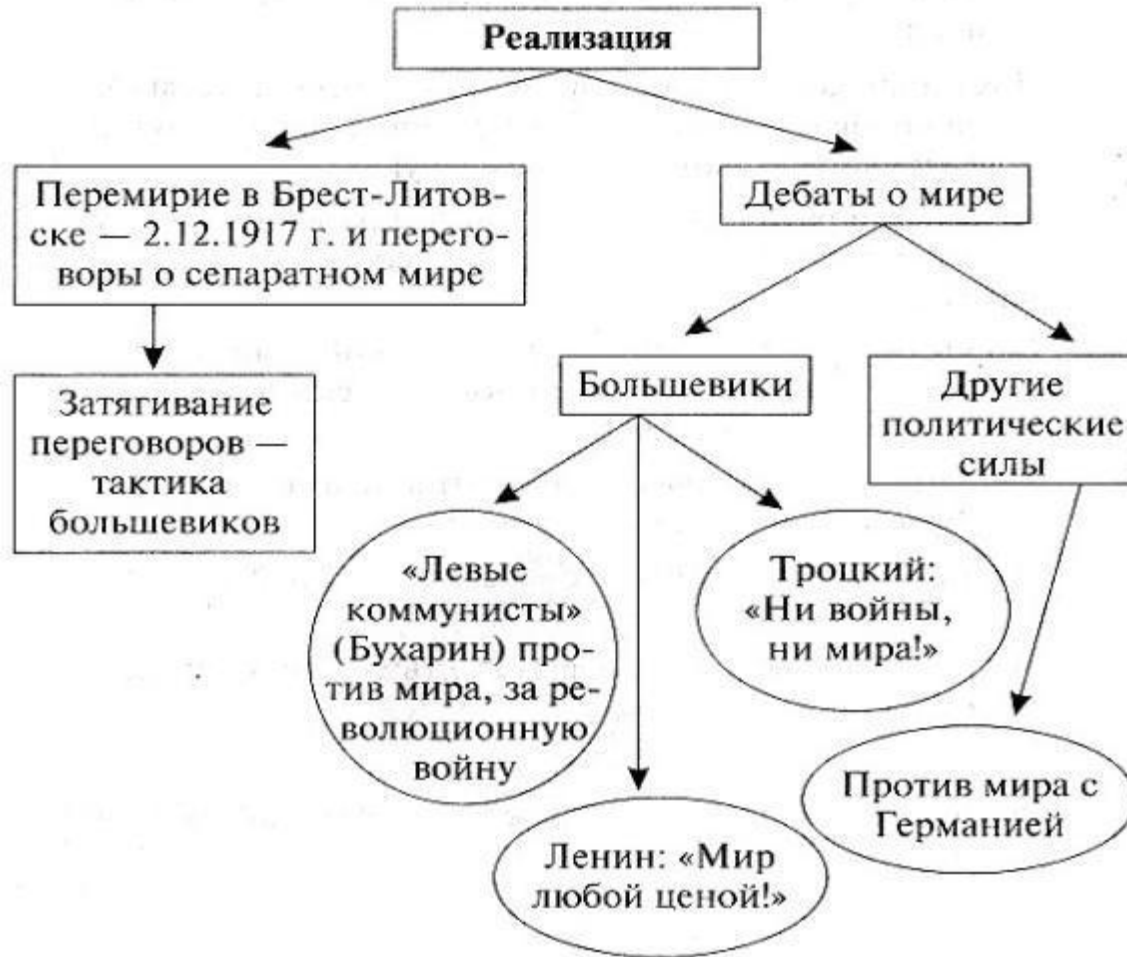 Реализация
Перемирие в Брест-Литов-
ске — 2.12.1917 г. и перего-
воры о сепаратном мире
Дебаты о мире
Затягивание
переговоров —
тактика
большевиков
Большевики
Другие
политические
силы
«Левые
коммунисты»
(Бухарин) про-
тив мира, за ре-
волюционную
войну
Троцкий:
«Ни войны,
ни мира!»
Ленин: «Мир
любой ценой!»
Против мира с
Германией